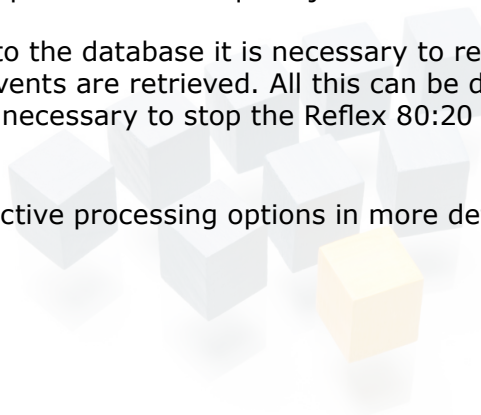 to the database it is necessary to re
vents are retrieved. All this can be d
necessary to stop the Reflex 80:20
ctive processing options in more de